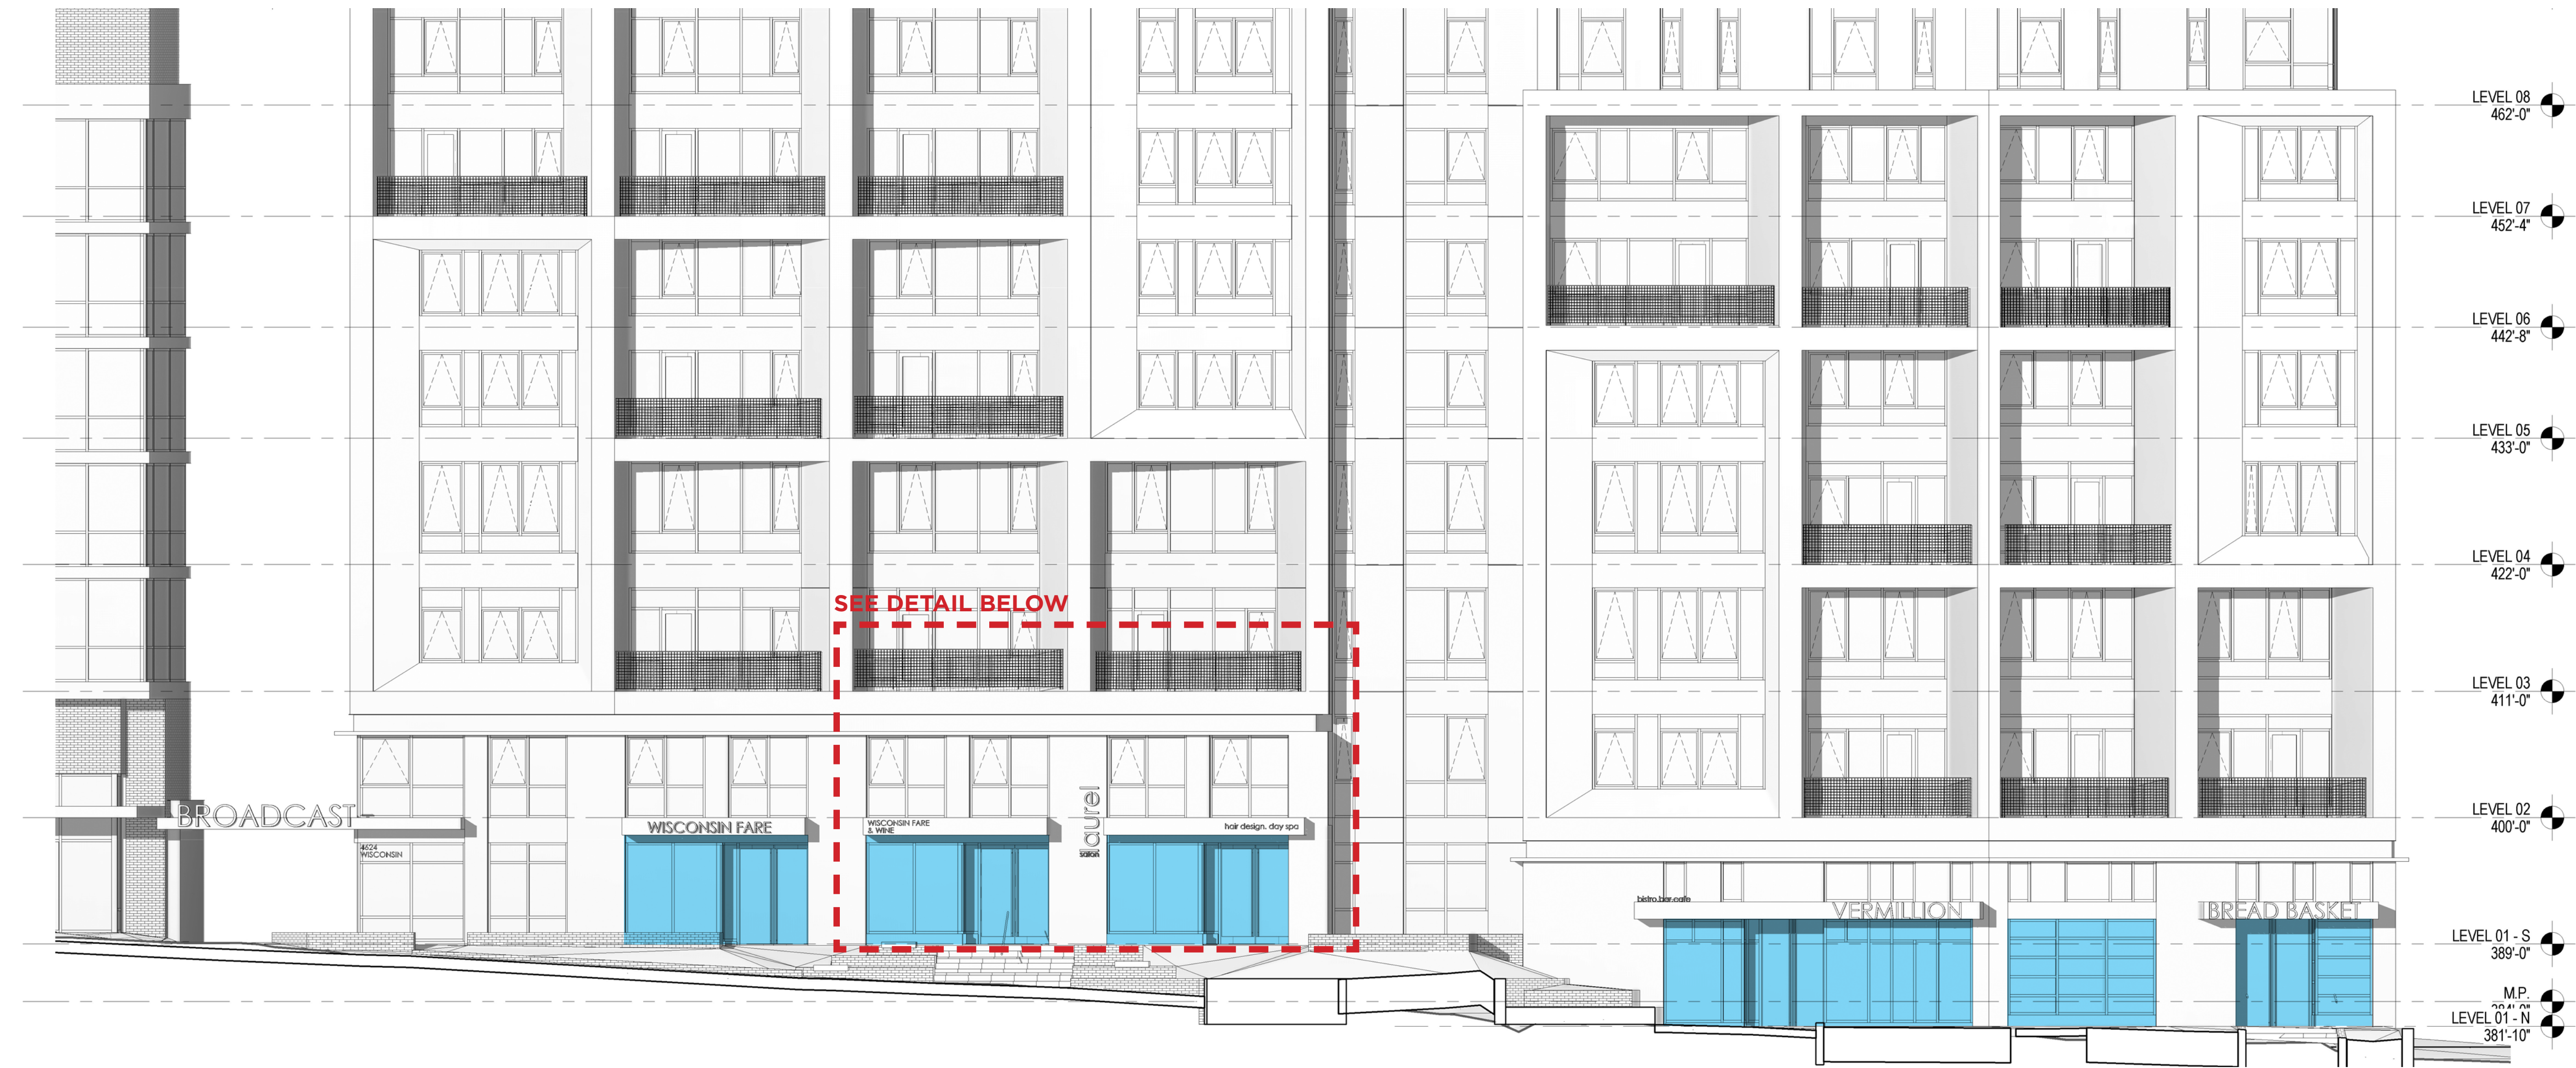 LEVEL 08
462'-0"
LEVEL 07
452'-4"
LEVEL 06
442'-8"
LEVEL 05
433'-0"
LEVEL 04
422'-0"
SEE DETAIL BELOW
LEVEL 03
411'-0"
LEVEL 02
400'-0"
BROADCAST
4624
WISCONSIN
WISCONSIN FARE
WISCONSIN FARE
& WINE
laurel
salon
hair design. day spa
bistro.bar.cafe
VERMILLION
BREAD BASKET
LEVEL 01 - S
389'-0"
M.P.
384'-0"
LEVEL 01 - N
381'-10"